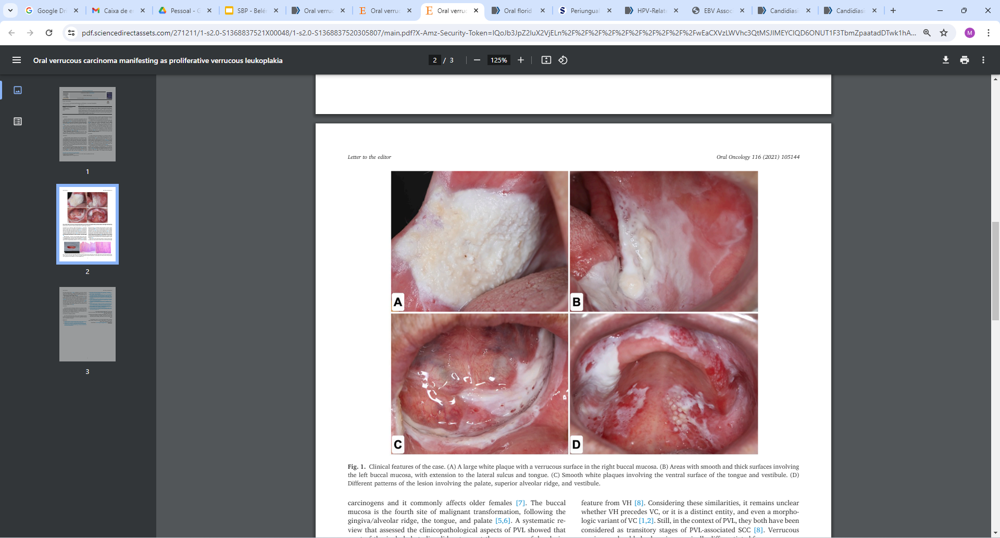 Google Dri
Caixa de e
Pessoal - G
SBP - Belé
Oral verruc
Oral verruc
Oral verruc
Oral florid
Periungual
HPV-Relat
EBV Assoc
Candidiasi
Candidiasi
pdf.sciencedirectassets.com/271211/1-s2.0-S1368837521X00048/1-s2.0-S1368837520305807/main.pdf?X-Amz-Security-Token=IQoJb3JpZ2luX2VjELn%2F%2F%2F%2F%2F%2F%2F%2F%2F%2FwEaCXVzLWVhc3QtMSJIMEYCIQD6ONUT1F3TbmZpaatadDTwk1hA...
M
Oral verrucous carcinoma manifesting as proliferative verrucous leukoplakia
2 / 3
125%
1
2
3
Letter to the editor
Oral Oncology 116 (2021) 105144
A
B
C
D
Fig. 1. Clinical features of the case. (A) A large white plaque with a verrucous surface in the right buccal mucosa. (B) Areas with smooth and thick surfaces involving
the left buccal mucosa, with extension to the lateral sulcus and tongue. (C) Smooth white plaques involving the ventral surface of the tongue and vestibule. (D)
Different patterns of the lesion involving the palate, superior alveolar ridge, and vestibule.
carcinogens and it commonly affects older females [7]. The buccal
mucosa is the fourth site of malignant transformation, following the
gingiva/alveolar ridge, the tongue, and palate [5,6]. A systematic re-
view that assessed the clinicopathological aspects of PVL showed that
feature from VH [8]. Considering these similarities, it remains unclear
whether VH precedes VC, or it is a distinct entity, and even a morpho-
logic variant of VC [1,2]. Still, in the context of PVL, they both have been
considered as transitory stages of PVL-associated SCC [8]. Verrucous